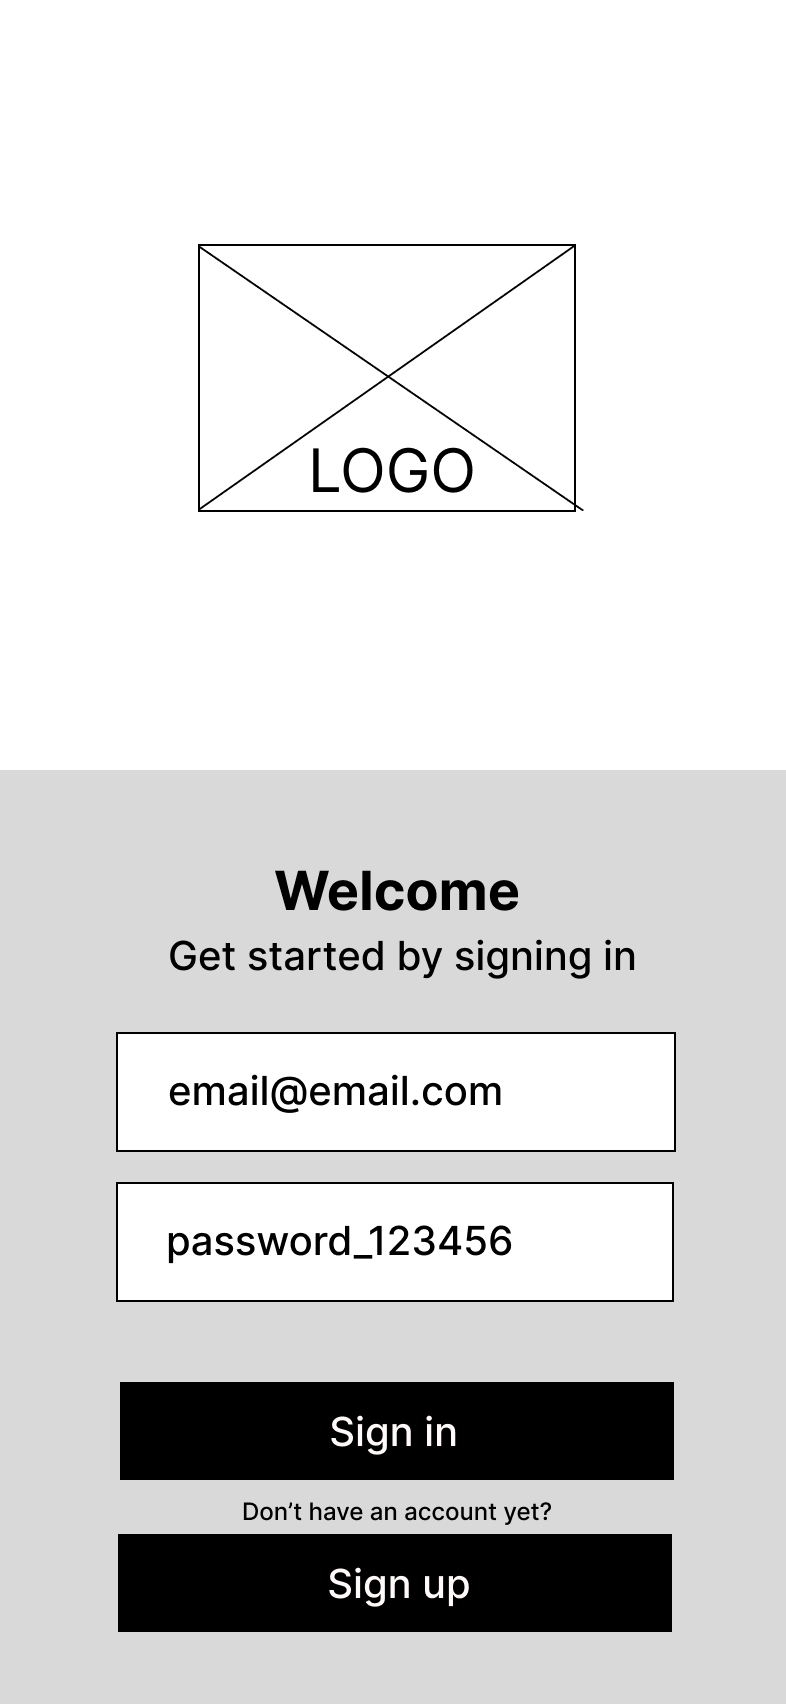 LOGO
Welcome
Get started by signing in
email@email.com
password_123456
Sign in
Don’t have an account yet?
Sign up